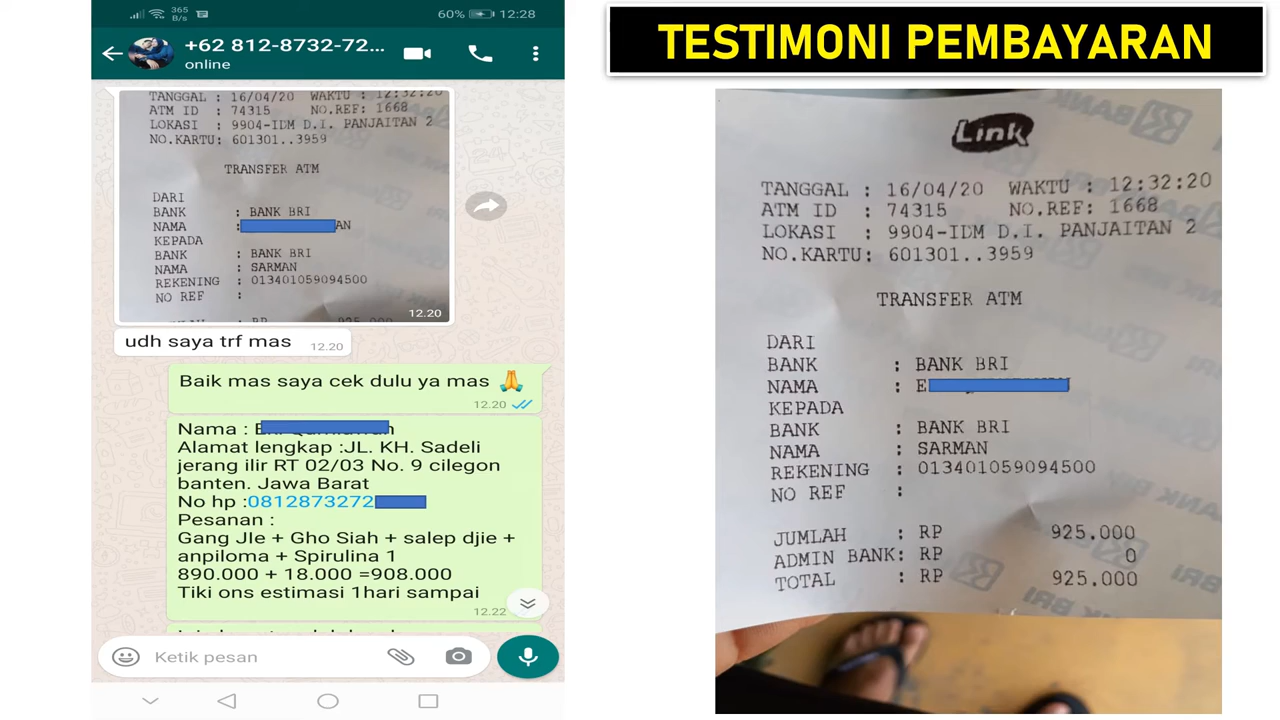 365
B/s
60% 12:28
+62 812-8732-72...
online
TANGGAL : 16/04/20 WAKTU : 12:32:20
ATM ID : 74315 NO.REF: 1668
LOKASI : 9904-IDM D.I. PANJAITAN 2
NO.KARTU: 601301..3959
TRANSFER ATM
DARI
BANK : BANK BRI
NAMA : AN
KEPADA
BANK : BANK BRI
NAMA : SARMAN
REKENING : 013401059094500
NO REF :
RP 925.000
12.20
udh saya trf mas 12.20
Baik mas saya cek dulu ya mas 🙏
12.20
Nama :
Alamat lengkap :JL. KH. Sadeli
jerang ilir RT 02/03 No. 9 cilegon
banten. Jawa Barat
No hp :0812873272
Pesanan :
Gang JIe + Gho Siah + salep djie +
anpiloma + Spirulina 1
890.000 + 18.000 =908.000
Tiki ons estimasi 1hari sampai
12.22
Ketik pesan
TESTIMONI PEMBAYARAN
Link
TANGGAL : 16/04/20 WAKTU : 12:32:20
ATM ID : 74315 NO.REF: 1668
LOKASI : 9904-IDM D.I. PANJAITAN 2
NO.KARTU: 601301..3959
TRANSFER ATM
DARI
BANK : BANK BRI
NAMA : E
KEPADA
BANK : BANK BRI
NAMA : SARMAN
REKENING : 013401059094500
NO REF :
JUMLAH : RP 925.000
ADMIN BANK: RP 0
TOTAL : RP 925.000